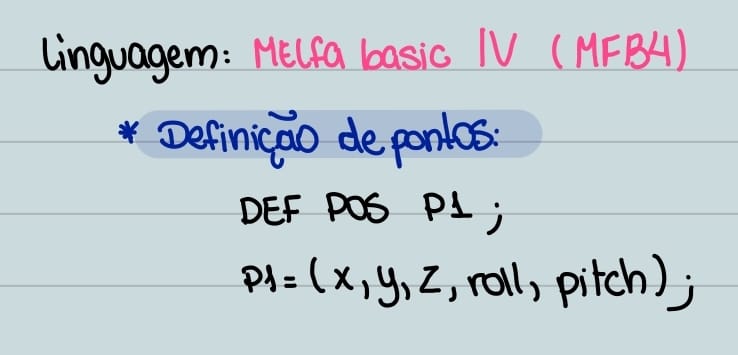 Linguagem: MELFA basic IV (MFB4)
* Definição de pontos:
DEF POS P1;
P1=(x,y,z,roll,pitch);